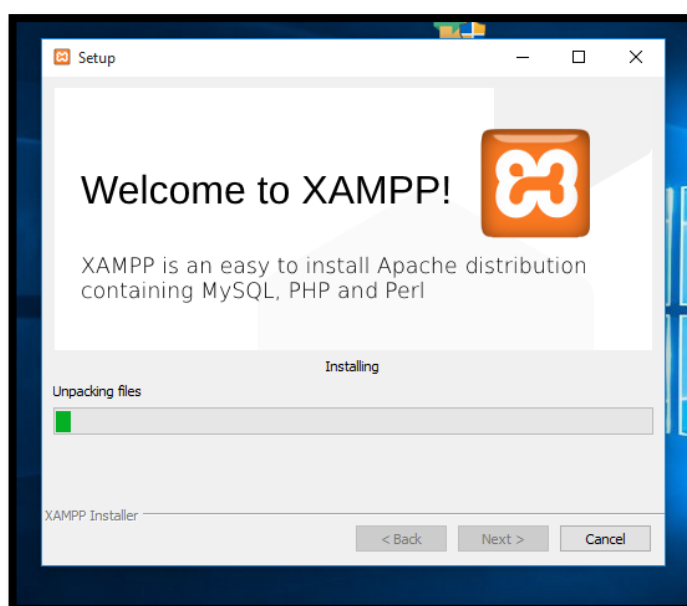 Setup
Welcome to XAMPP!
XAMPP is an easy to install Apache distribution
containing MySQL, PHP and Perl
Installing
Unpacking files
XAMPP Installer
< Back
Next >
Cancel